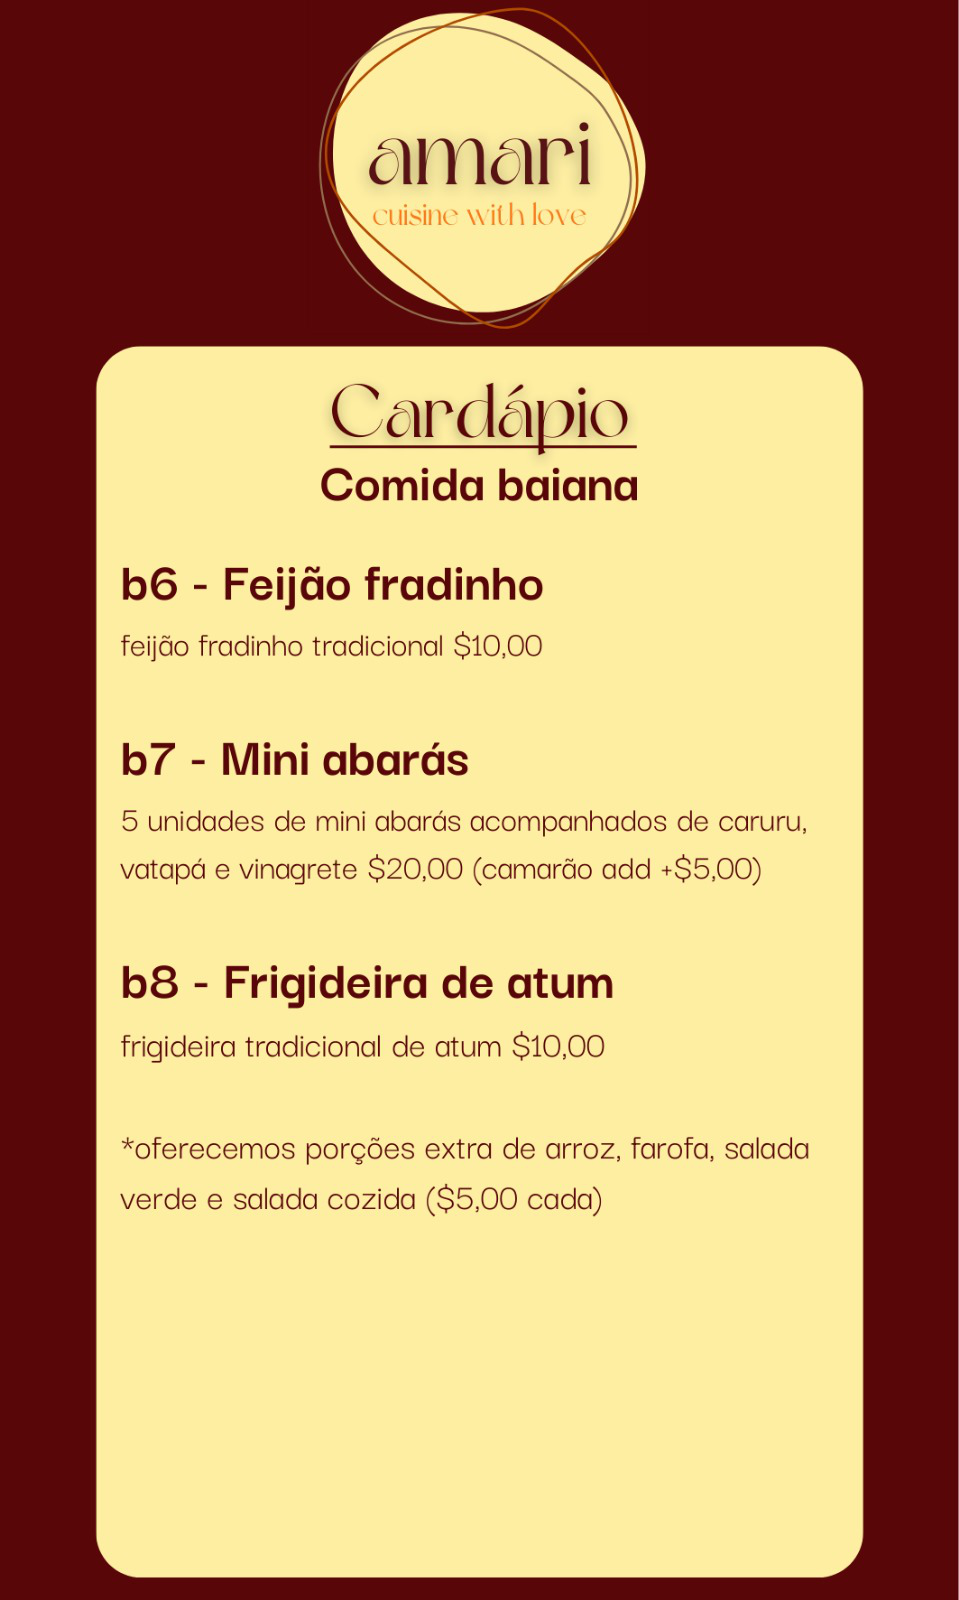 amari
cuisine with love
Cardápio
Comida baiana
b6 - Feijão fradinho
feijão fradinho tradicional $10,00
b7 - Mini abarás
5 unidades de mini abarás acompanhados de caruru,
vatapá e vinagrete $20,00 (camarão add +$5,00)
b8 - Frigideira de atum
frigideira tradicional de atum $10,00
*oferecemos porções extra de arroz, farofa, salada
verde e salada cozida ($5,00 cada)